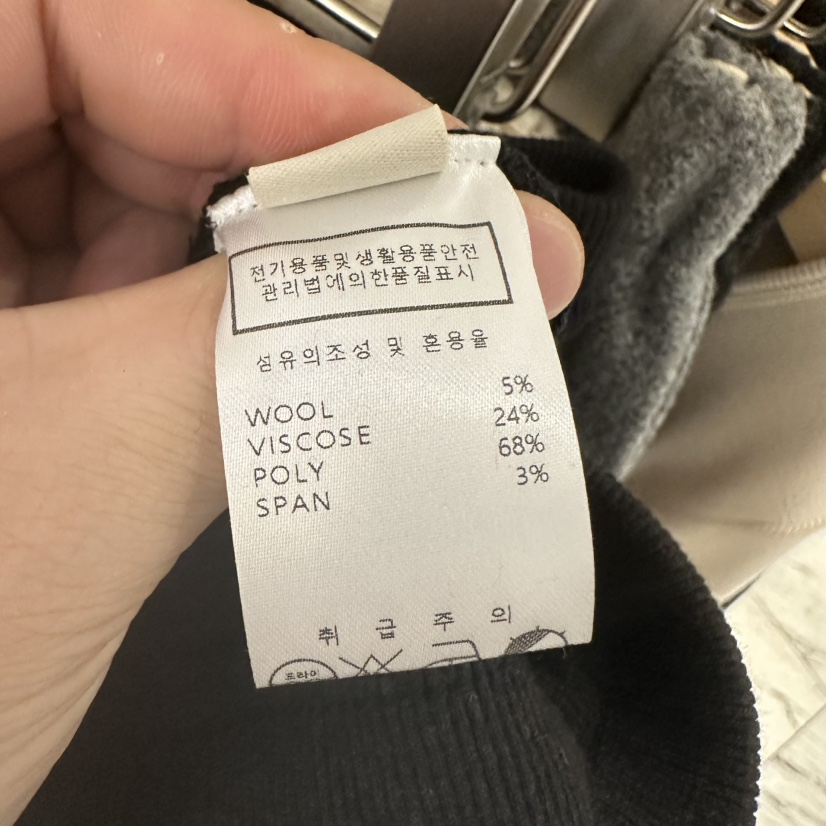 전기용품및생활용품안전
관리법에의한품질표시
섬유의조성 및 혼용율
WOOL 5%
VISCOSE 24%
POLY 68%
SPAN 3%
취 급 주 의
드라이